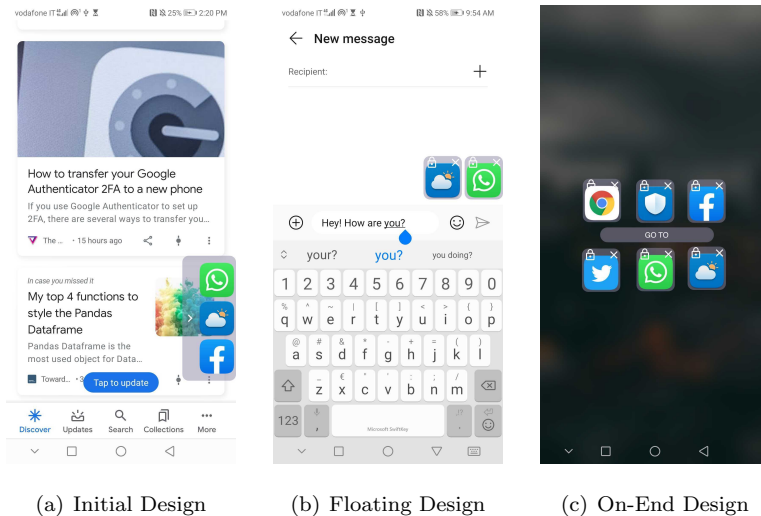 vodafone IT
25% 2:20 PM
How to transfer your Google
Authenticator 2FA to a new phone
If you use Google Authenticator to set up
2FA, there are several ways to transfer you...
The ... • 15 hours ago
In case you missed it
My top 4 functions to
style the Pandas
Dataframe
Pandas Dataframe is the
most used object for Data...
Toward... • 3
Tap to update
Discover Updates Search Collections More
(a) Initial Design
vodafone IT
58% 9:54 AM
New message
Recipient:
Hey! How are you?
your? you? you doing?
1 2 3 4 5 6 7 8 9 0
% ^ ~ | [ ] < > { }
q w e r t y u i o p
@ # & * - + = ( )
a s d f g h j k l
_ € " ' : ; /
z x c v b n m
123 , Microsoft SwiftKey .
(b) Floating Design
GO TO
(c) On-End Design